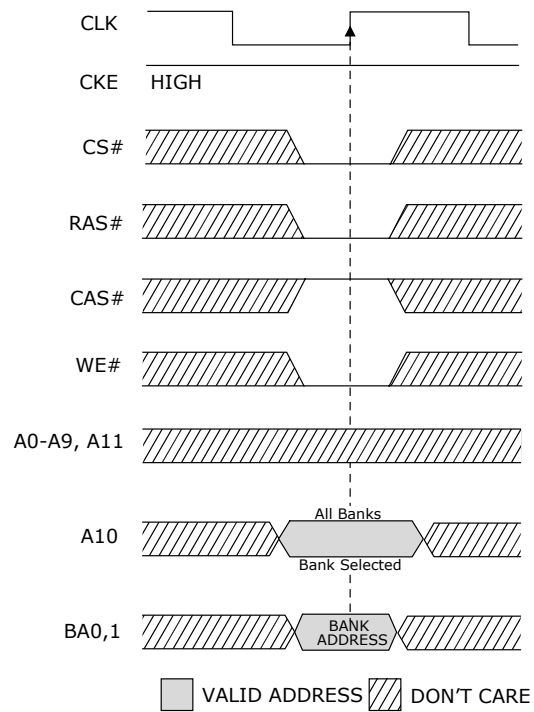 CLK
CKE HIGH
CS#
RAS#
CAS#
WE#
A0-A9, A11
All Banks
A10
Bank Selected
BA0,1 BANK
ADDRESS
VALID ADDRESS DON'T CARE